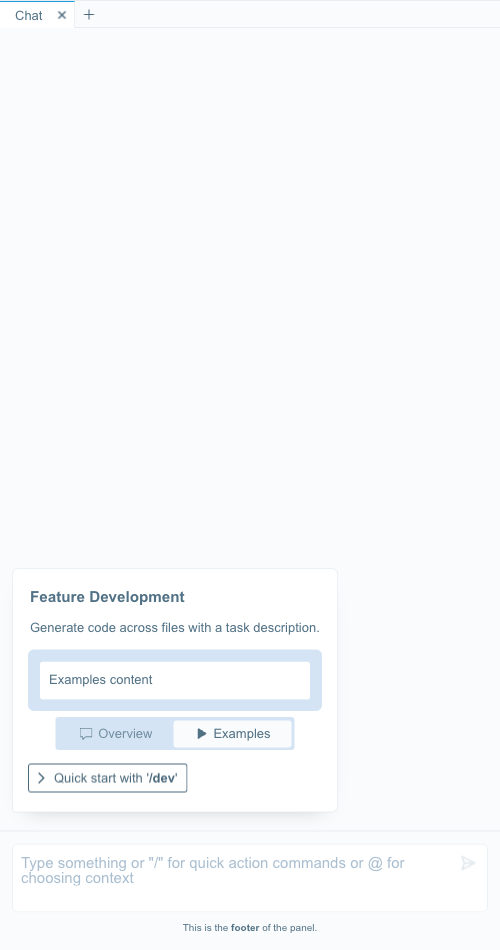 Chat
Feature Development
Generate code across files with a task description.
Examples content
Overview Examples
Quick start with '/dev'
Type something or "/" for quick action commands or @ for
choosing context
This is the footer of the panel.